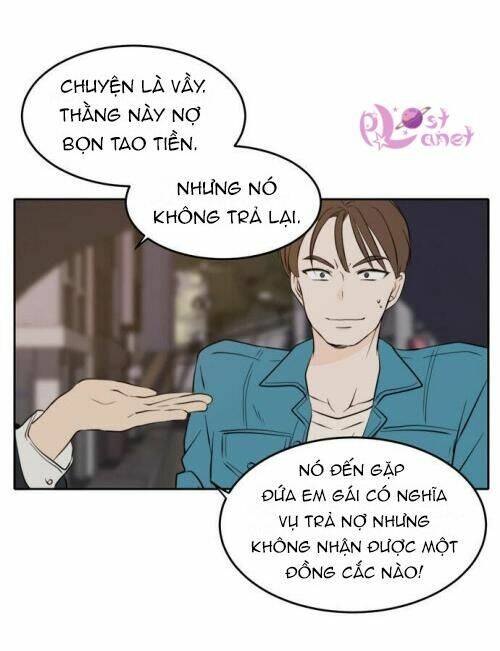 CHUYỆN LÀ VẦY.
THẰNG NÀY NỢ
BỌN TAO TIỀN.
NHƯNG NÓ
KHÔNG TRẢ LẠI.
Lost
Planet
NÓ ĐẾN GẶP
ĐỨA EM GÁI CÓ NGHĨA
VỤ TRẢ NỢ NHƯNG
KHÔNG NHẬN ĐƯỢC MỘT
ĐỒNG CẮC NÀO!